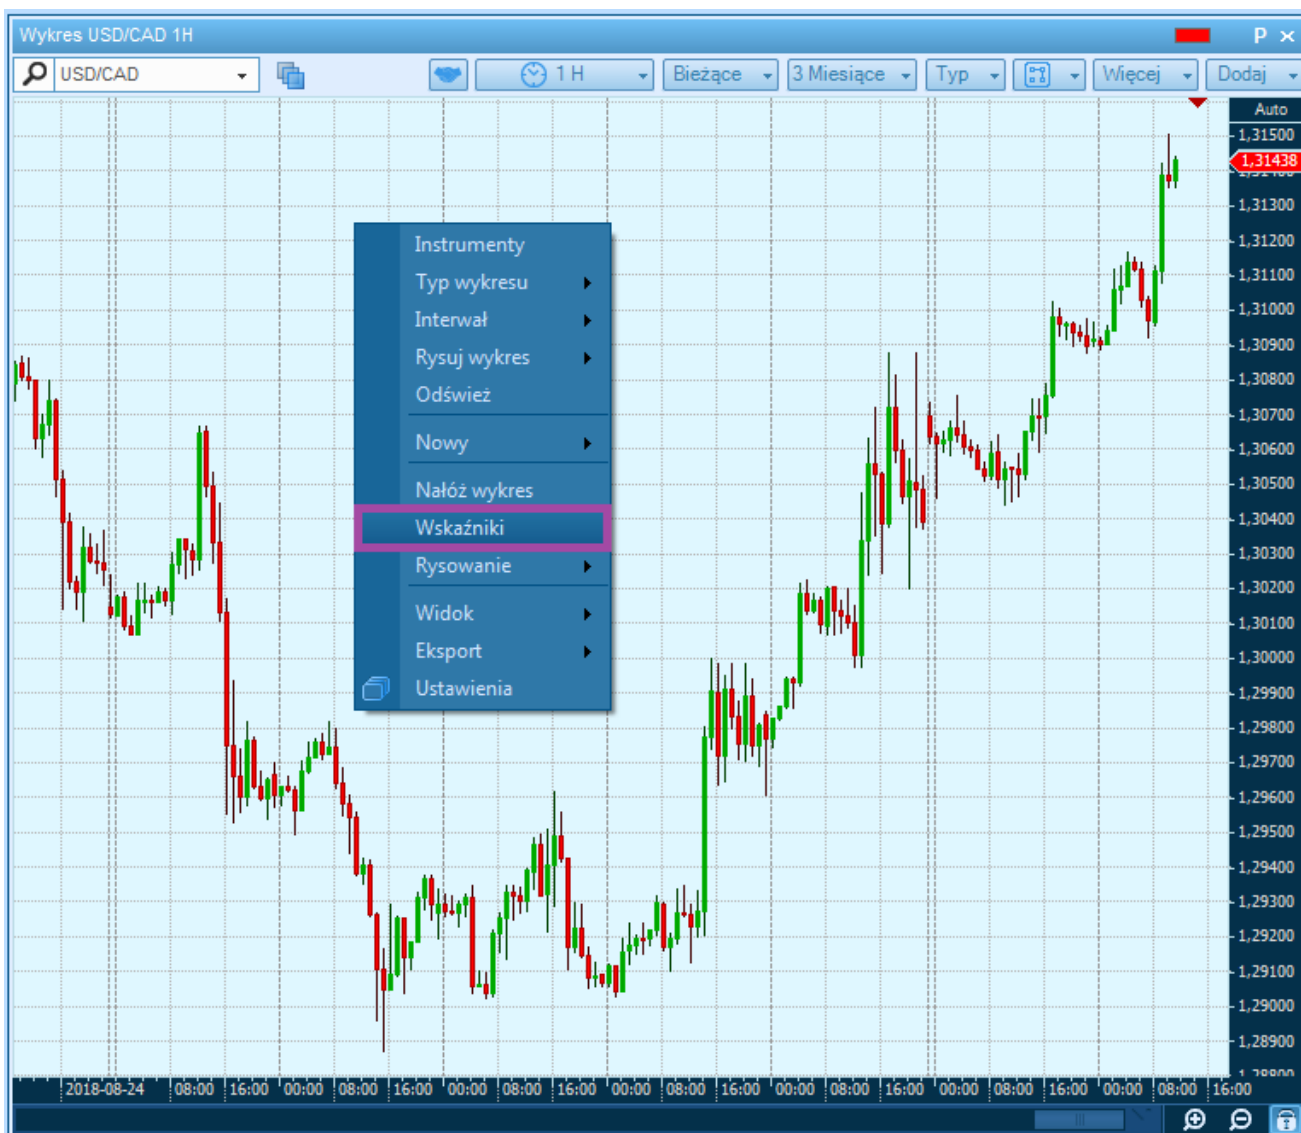 Wykres USD/CAD 1H P ×
USD/CAD 1 H Bieżące 3 Miesiące Typ Więcej Dodaj
Auto
1,31500
1,31438
1,31300
1,31200
1,31100
1,31000
1,30900
1,30800
1,30700
1,30600
1,30500
1,30400
1,30300
1,30200
1,30100
1,30000
1,29900
1,29800
1,29700
1,29600
1,29500
1,29400
1,29300
1,29200
1,29100
1,29000
1,28900
Instrumenty
Typ wykresu
Interwał
Rysuj wykres
Odśwież
Nowy
Nałóż wykres
Wskaźniki
Rysowanie
Widok
Eksport
Ustawienia
2018-08-24 08:00 16:00 00:00 08:00 16:00 00:00 08:00 16:00 00:00 08:00 16:00 00:00 08:00 16:00 00:00 08:00 16:00 00:00 08:00 16:00